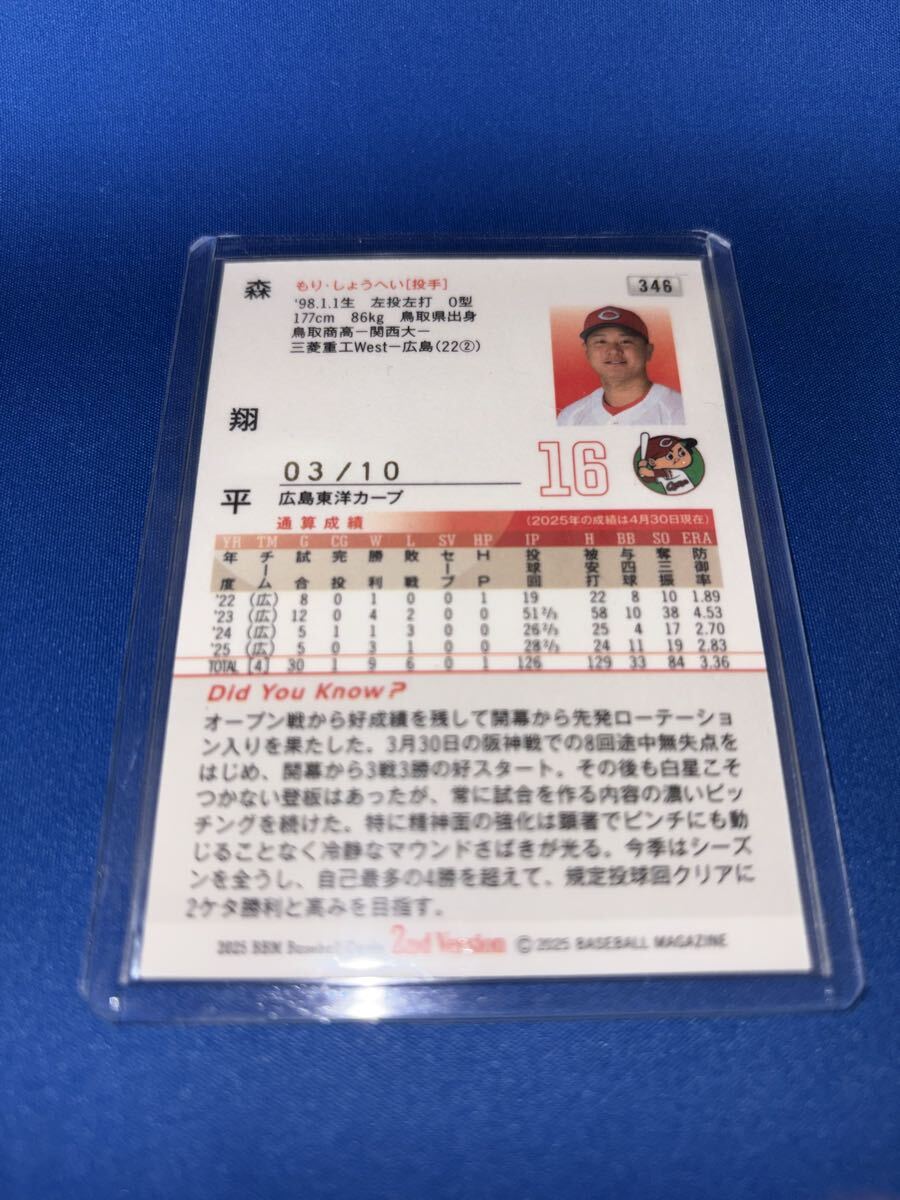 森翔平
もり・しょうへい[投手]
346
'98.1.1生 左投左打 O型
177cm 86kg 鳥取県出身
鳥取商高ー関西大ー
三菱重工Westー広島(22②)
03/10
16
広島東洋カープ
通算成績
(2025年の成績は4月30日現在)
YR TM G CG W L SV HP IP H BB SO ERA
年度 チーム 試合 完投 勝利 敗戦 セーブ HP 投球回 被安打 与四球 奪三振 防御率
'22 (広) 8 0 1 0 0 1 19 22 8 10 1.89
'23 (広) 12 0 4 2 0 0 51 2/3 58 10 38 4.53
'24 (広) 5 1 1 3 0 0 26 2/3 25 4 17 2.70
'25 (広) 5 0 3 1 0 0 28 2/3 24 11 19 2.83
TOTAL [4] 30 1 9 6 0 1 126 129 33 84 3.36
Did You Know?
オープン戦から好成績を残して開幕から先発ローテーショ
ン入りを果たした。3月30日の阪神戦での8回途中無失点を
はじめ、開幕から3戦3勝の好スタート。その後も白星こそ
つかない登板はあったが、常に試合を作る内容の濃いピッ
チングを続けた。特に精神面の強化は顕著でピンチにも動
じることなく冷静なマウンドさばきが光る。今季はシーズ
ンを全うし、自己最多の4勝を超えて、規定投球回クリアに
2ケタ勝利と高みを目指す。
2025 BBM Baseball Cards 2nd Version © 2025 BASEBALL MAGAZINE